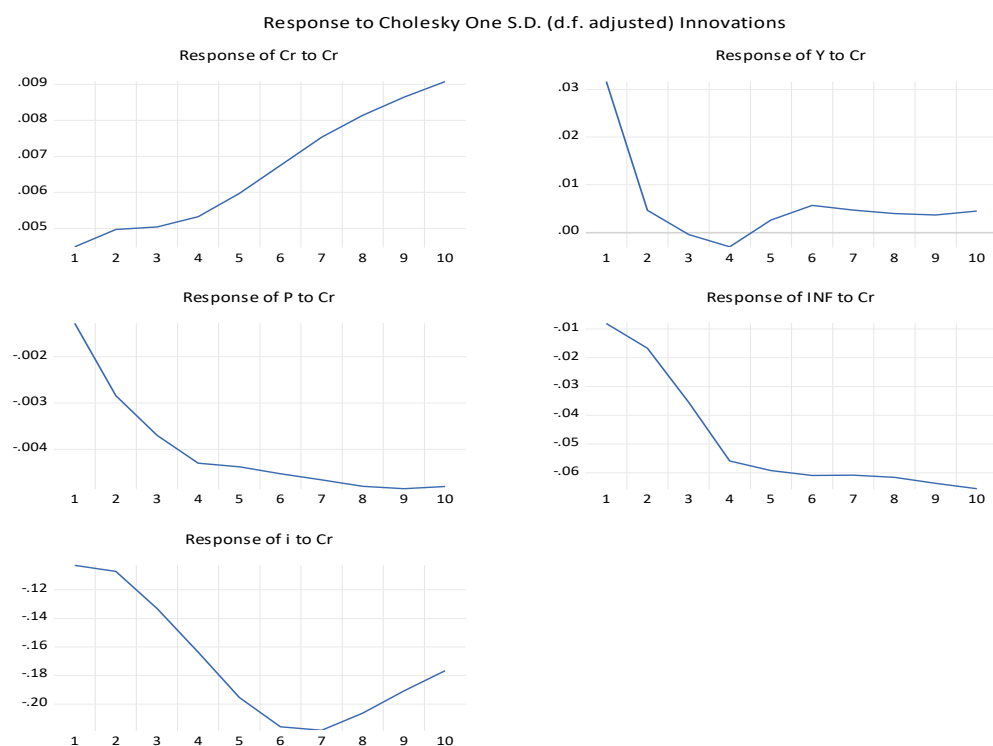 Response to Cholesky One S.D. (d.f. adjusted) Innovations
Response of Cr to Cr
.009
.008
.007
.006
.005
1 2 3 4 5 6 7 8 9 10
Response of Y to Cr
.03
.02
.01
.00
1 2 3 4 5 6 7 8 9 10
Response of P to Cr
-.002
-.003
-.004
1 2 3 4 5 6 7 8 9 10
Response of INF to Cr
-.01
-.02
-.03
-.04
-.05
-.06
1 2 3 4 5 6 7 8 9 10
Response of i to Cr
-.12
-.14
-.16
-.18
-.20
1 2 3 4 5 6 7 8 9 10